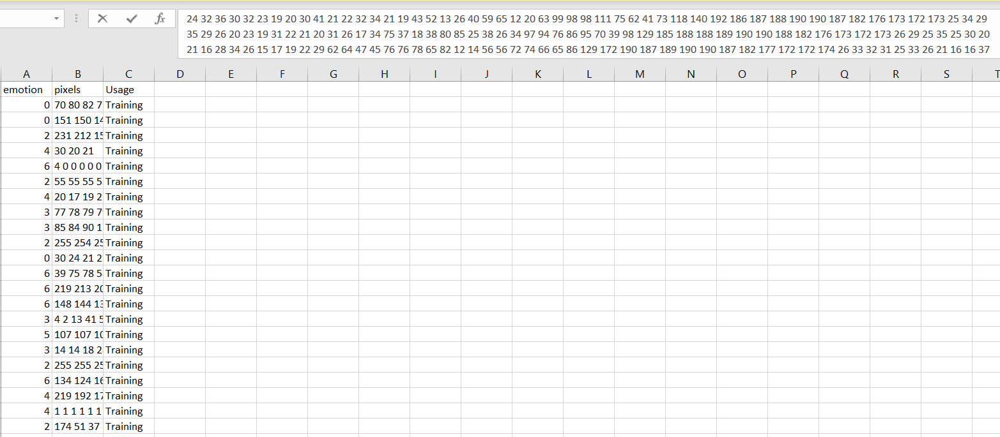 fx
24 32 36 30 32 23 19 20 30 41 21 22 32 34 21 19 43 52 13 26 40 59 65 12 20 63 99 98 98 111 75 62 41 73 118 140 192 186 187 188 190 190 187 182 176 173 172 173 25 34 29
35 29 26 20 23 19 31 22 21 20 31 26 17 34 75 37 18 38 80 85 25 38 26 34 97 94 76 86 95 70 39 98 129 185 188 188 189 190 190 188 182 176 173 172 173 26 29 25 35 25 30 20
21 16 28 34 26 15 17 19 22 29 62 64 47 45 76 76 78 65 82 12 14 56 56 72 74 66 65 86 129 172 190 187 189 190 190 187 182 177 172 172 174 26 33 32 31 25 33 26 21 16 16 37
A B C D E F G H I J K L M N O P Q R S T
emotion pixels Usage
0 70 80 82 7 Training
0 151 150 14 Training
2 231 212 15 Training
4 30 20 21 Training
6 4 0 0 0 0 0 Training
2 55 55 55 5 Training
4 20 17 19 2 Training
3 77 78 79 7 Training
3 85 84 90 1 Training
2 255 254 25 Training
0 30 24 21 2 Training
6 39 75 78 5 Training
6 219 213 20 Training
6 148 144 13 Training
3 4 2 13 41 5 Training
5 107 107 10 Training
3 14 14 18 2 Training
2 255 255 25 Training
6 134 124 16 Training
4 219 192 17 Training
4 1 1 1 1 1 1 Training
2 174 51 37 Training